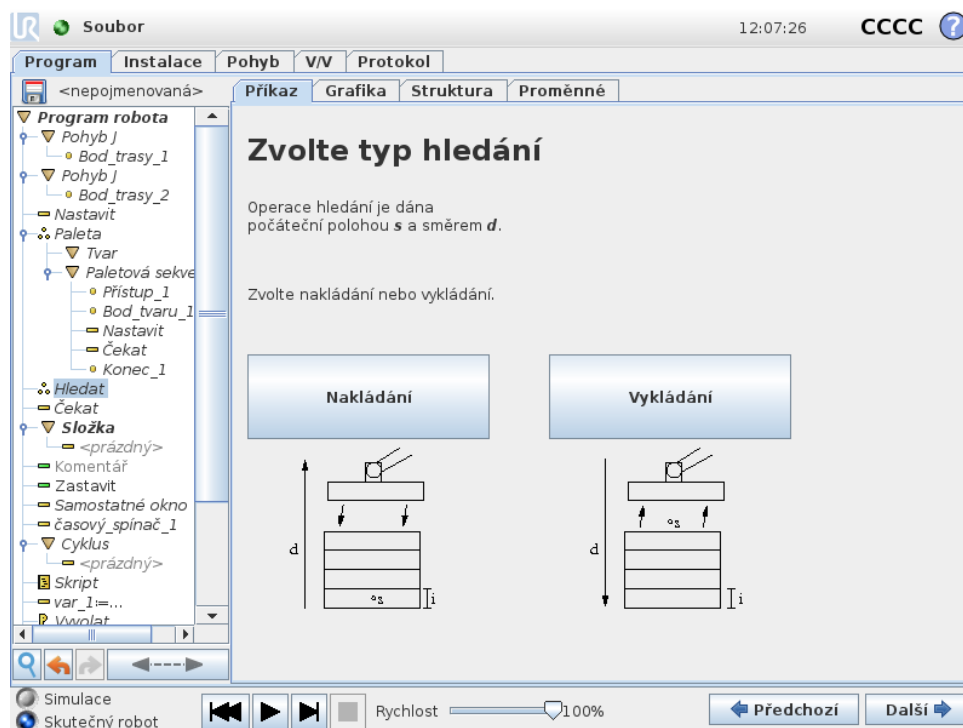 UR Soubor 12:07:26 CCCC ?
Program Instalace Pohyb V/V Protokol
<nepojmenovaná> Příkaz Grafika Struktura Proměnné
Program robota
Pohyb J
Bod_trasy_1
Pohyb J
Bod_trasy_2
Nastavit
Paleta
Tvar
Paletová sekve
Přístup_1
Bod_tvaru_1
Nastavit
Čekat
Konec_1
Hledat
Čekat
Složka
<prázdný>
Komentář
Zastavit
Samostatné okno
časový_spínač_1
Cyklus
<prázdný>
Skript
var_1:=...
Vyvolat
Zvolte typ hledání
Operace hledání je dána
počáteční polohou s a směrem d.
Zvolte nakládání nebo vykládání.
Nakládání Vykládání
d s i
d s i
Simulace
Skutečný robot
Rychlost 100%
Předchozí Další